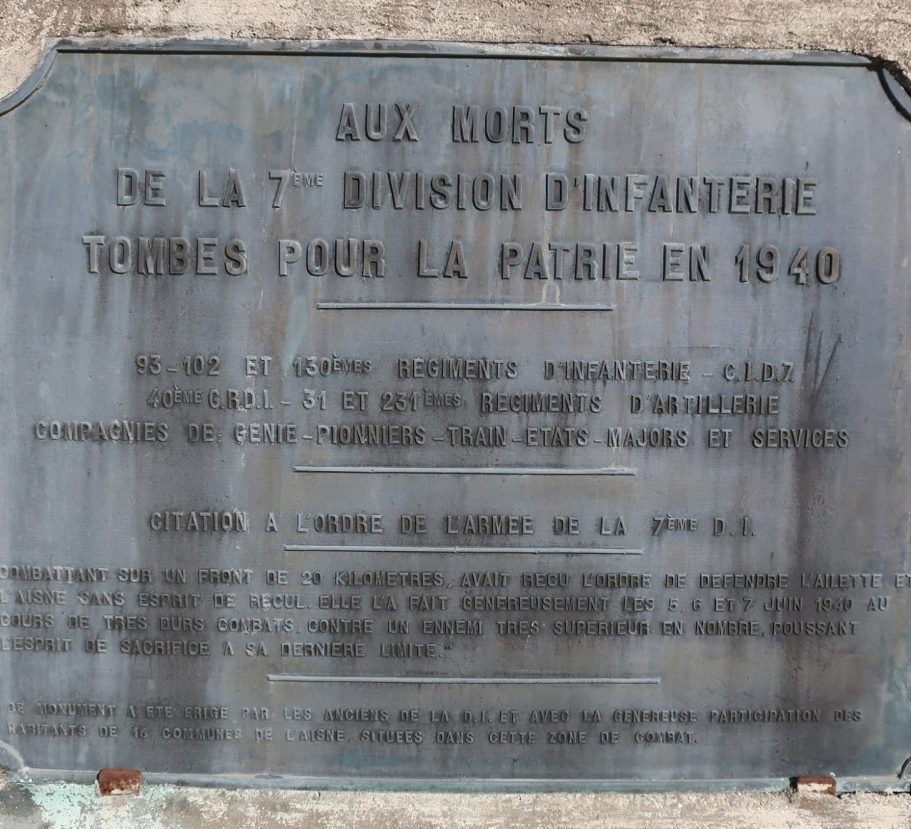 AUX MORTS
DE LA 7ÈME DIVISION D'INFANTERIE
TOMBES POUR LA PATRIE EN 1940
93-102 ET 130ÈMES REGIMENTS D'INFANTERIE - C.I.D.7.
40ÈME G.R.D.I. - 31 ET 231ÈMES REGIMENTS D'ARTILLERIE
COMPAGNIES DE GENIE-PIONNIERS-TRAIN-ETATS-MAJORS ET SERVICES
CITATION A L'ORDRE DE L'ARMEE DE LA 7ÈME D.I.
COMBATTANT SUR UN FRONT DE 20 KILOMETRES, AVAIT RECU L'ORDRE DE DEFENDRE L'AILETTE ET
L'AISNE SANS ESPRIT DE RECUL. ELLE L'A FAIT GENEREUSEMENT LES 5, 6 ET 7 JUIN 1940 AU
COURS DE TRES DURS COMBATS. CONTRE UN ENNEMI TRES SUPERIEUR EN NOMBRE, POUSSANT
L'ESPRIT DE SACRIFICE A SA DERNIERE LIMITE."
CE MONUMENT A ETE ERIGE PAR LES ANCIENS DE LA D.I. ET AVEC LA GENEREUSE PARTICIPATION DES
HABITANTS DE 16 COMMUNES DE L'AISNE. SITUEES DANS CETTE ZONE DE COMBAT.